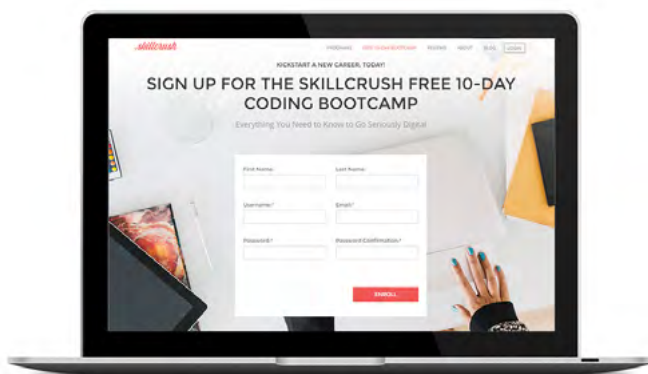 skillcrush
PROGRAMS FREE 10-DAY BOOTCAMP REVIEWS ABOUT BLOG LOGIN
KICKSTART A NEW CAREER, TODAY!
SIGN UP FOR THE SKILLCRUSH FREE 10-DAY
CODING BOOTCAMP
Everything You Need to Know to Go Seriously Digital
First Name: Last Name:
Username:* Email:*
Password:* Password Confirmation:*
ENROLL